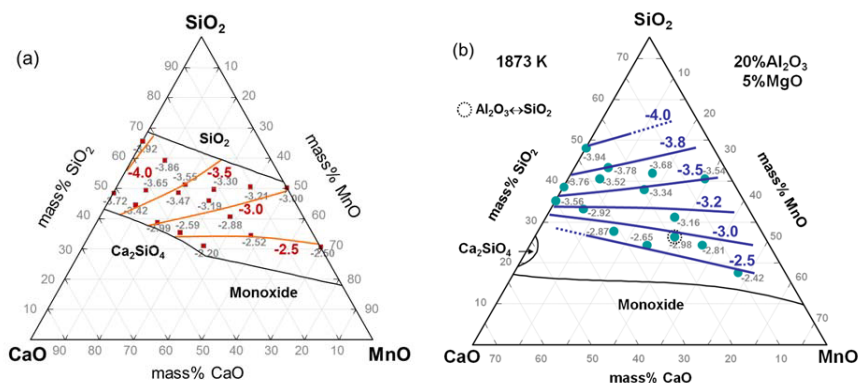 SiO2
(a)
90
10
80
20
70
30
SiO2
60
40
50
50
40
60
30
70
20
80
10
90
mass% SiO2
mass% MnO
-3.92
-3.86
-4.0
-3.55
-3.5
-3.30
-3.65
-3.72
-3.47
-3.21
-3.00
-3.42
-3.19
-3.0
-2.99
-2.59
-2.88
-2.52
-2.5
-2.50
-2.20
Ca2SiO4
Monoxide
CaO
90 80 70 60 50 40 30 20 10
MnO
mass% CaO
SiO2
(b)
1873 K
20%Al2O3
5%MgO
Al2O3↔SiO2
70
10
60
20
50
30
40
40
30
50
20
60
10
70
mass% SiO2
mass% MnO
-4.0
-3.8
-3.94
-3.78
-3.68
-3.5
-3.54
-3.76
-3.52
-3.34
-3.56
-3.2
-2.92
-3.16
-3.0
-2.87
-2.65
-2.98
-2.81
-2.5
-2.42
Ca2SiO4
Monoxide
CaO
70 60 50 40 30 20 10
MnO
mass% CaO